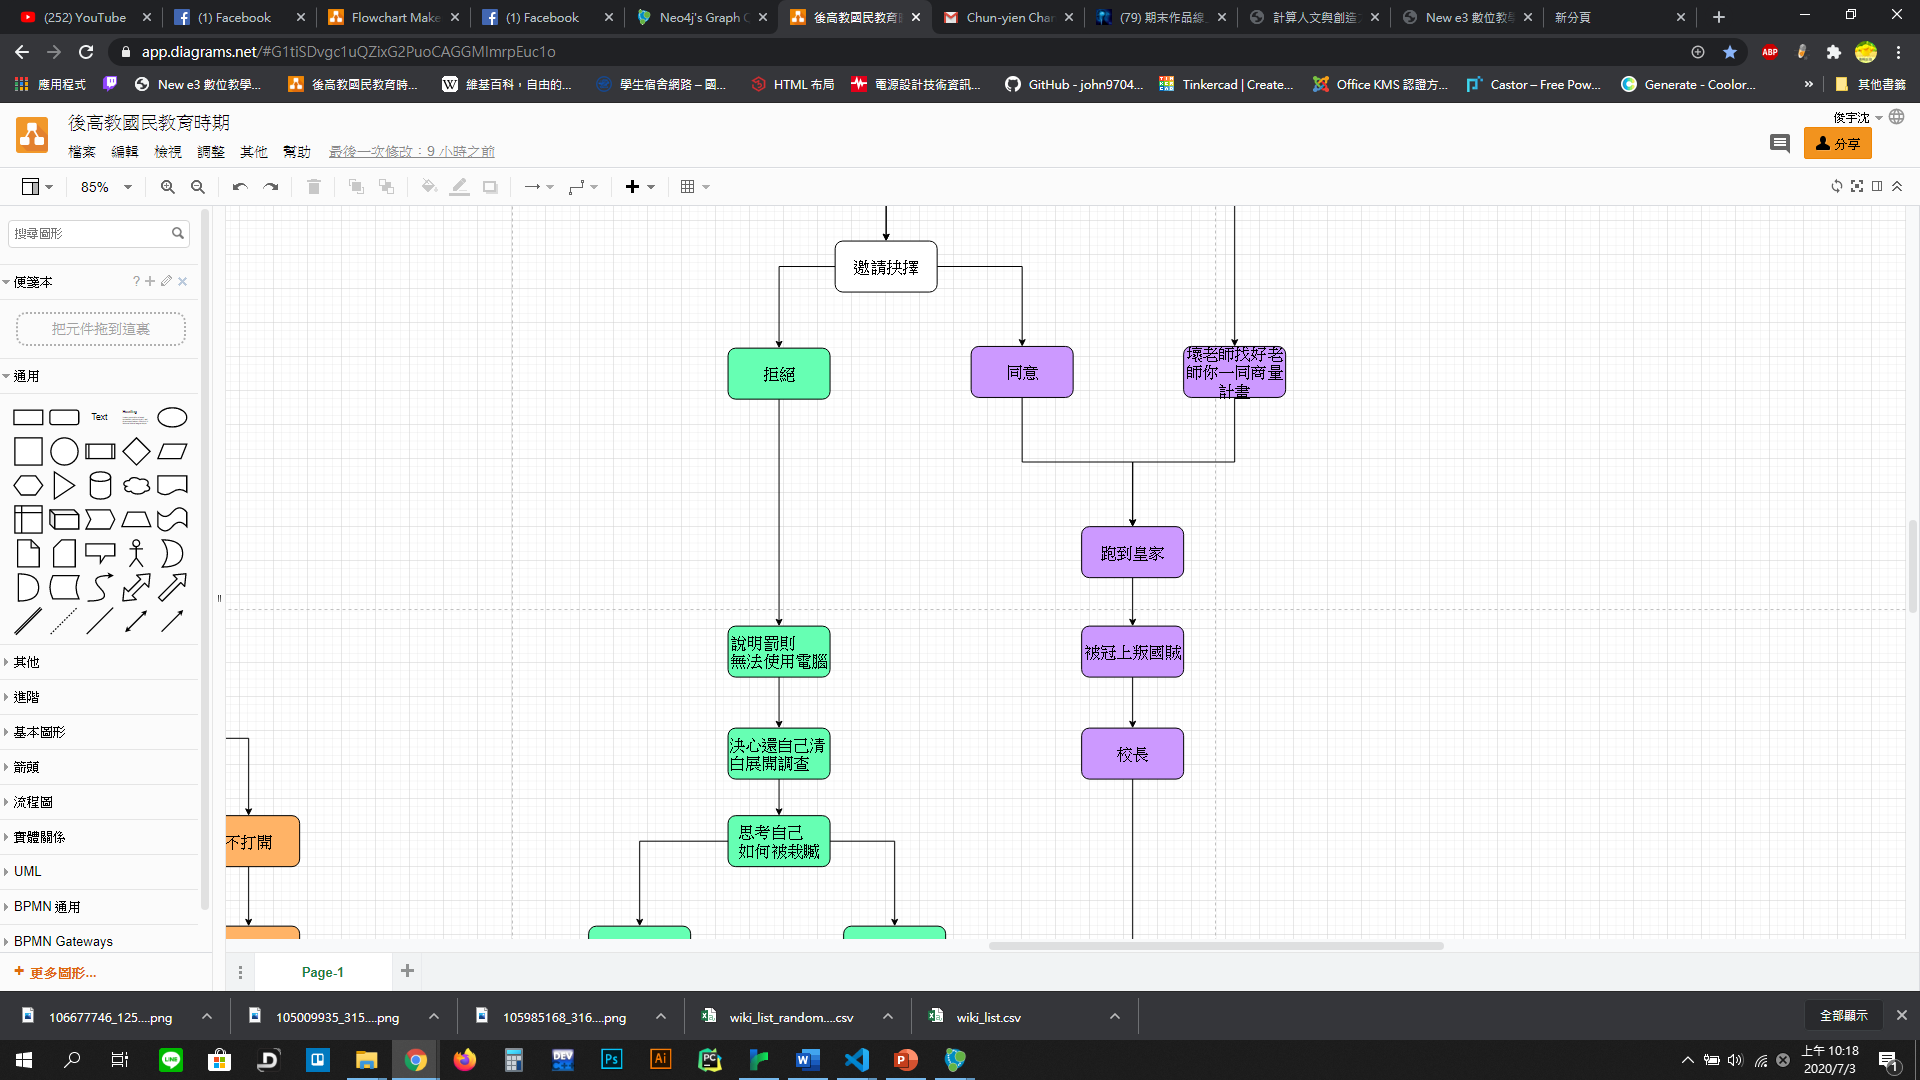 (252) YouTube
(1) Facebook
Flowchart Make
(1) Facebook
Neo4j's Graph
後高教國民教育時
Chun-yien Char
(79) 期末作品線
計算人文與創造
New e3 數位教學
新分頁
app.diagrams.net/#G1tiSDvgc1uQZixG2PuoCAGGMImrpEuc1o
ABP
應用程式
New e3 數位教學...
後高教國民教育時...
維基百科，自由的...
學生宿舍網路 – 國...
HTML 布局
電源設計技術資訊...
GitHub - john9704...
Tinkercad | Create...
Office KMS 認證方...
Castor – Free Pow...
Generate - Coolor...
»
其他書籤
後高教國民教育時期
俊宇沈
檔案
編輯
檢視
調整
其他
幫助
最後一次修改：9 小時之前
分享
85%
搜尋圖形
便箋本
把元件拖到這裏
通用
Text
Heading
其他
進階
基本圖形
箭頭
流程圖
實體關係
UML
BPMN 通用
BPMN Gateways
更多圖形...
邀請抉擇
拒絕
同意
壞老師找好老
師你一同商量
計畫
跑到皇家
說明罰則
無法使用電腦
被冠上叛國賊
決心還自己清
白展開調查
校長
思考自己
如何被栽贓
不打開
Page-1
106677746_125....png
105009935_315....png
105985168_316....png
wiki_list_random....csv
wiki_list.csv
全部顯示
LINE
DEV
Ps
Ai
PC
W
P
上午 10:18
2020/7/3
1